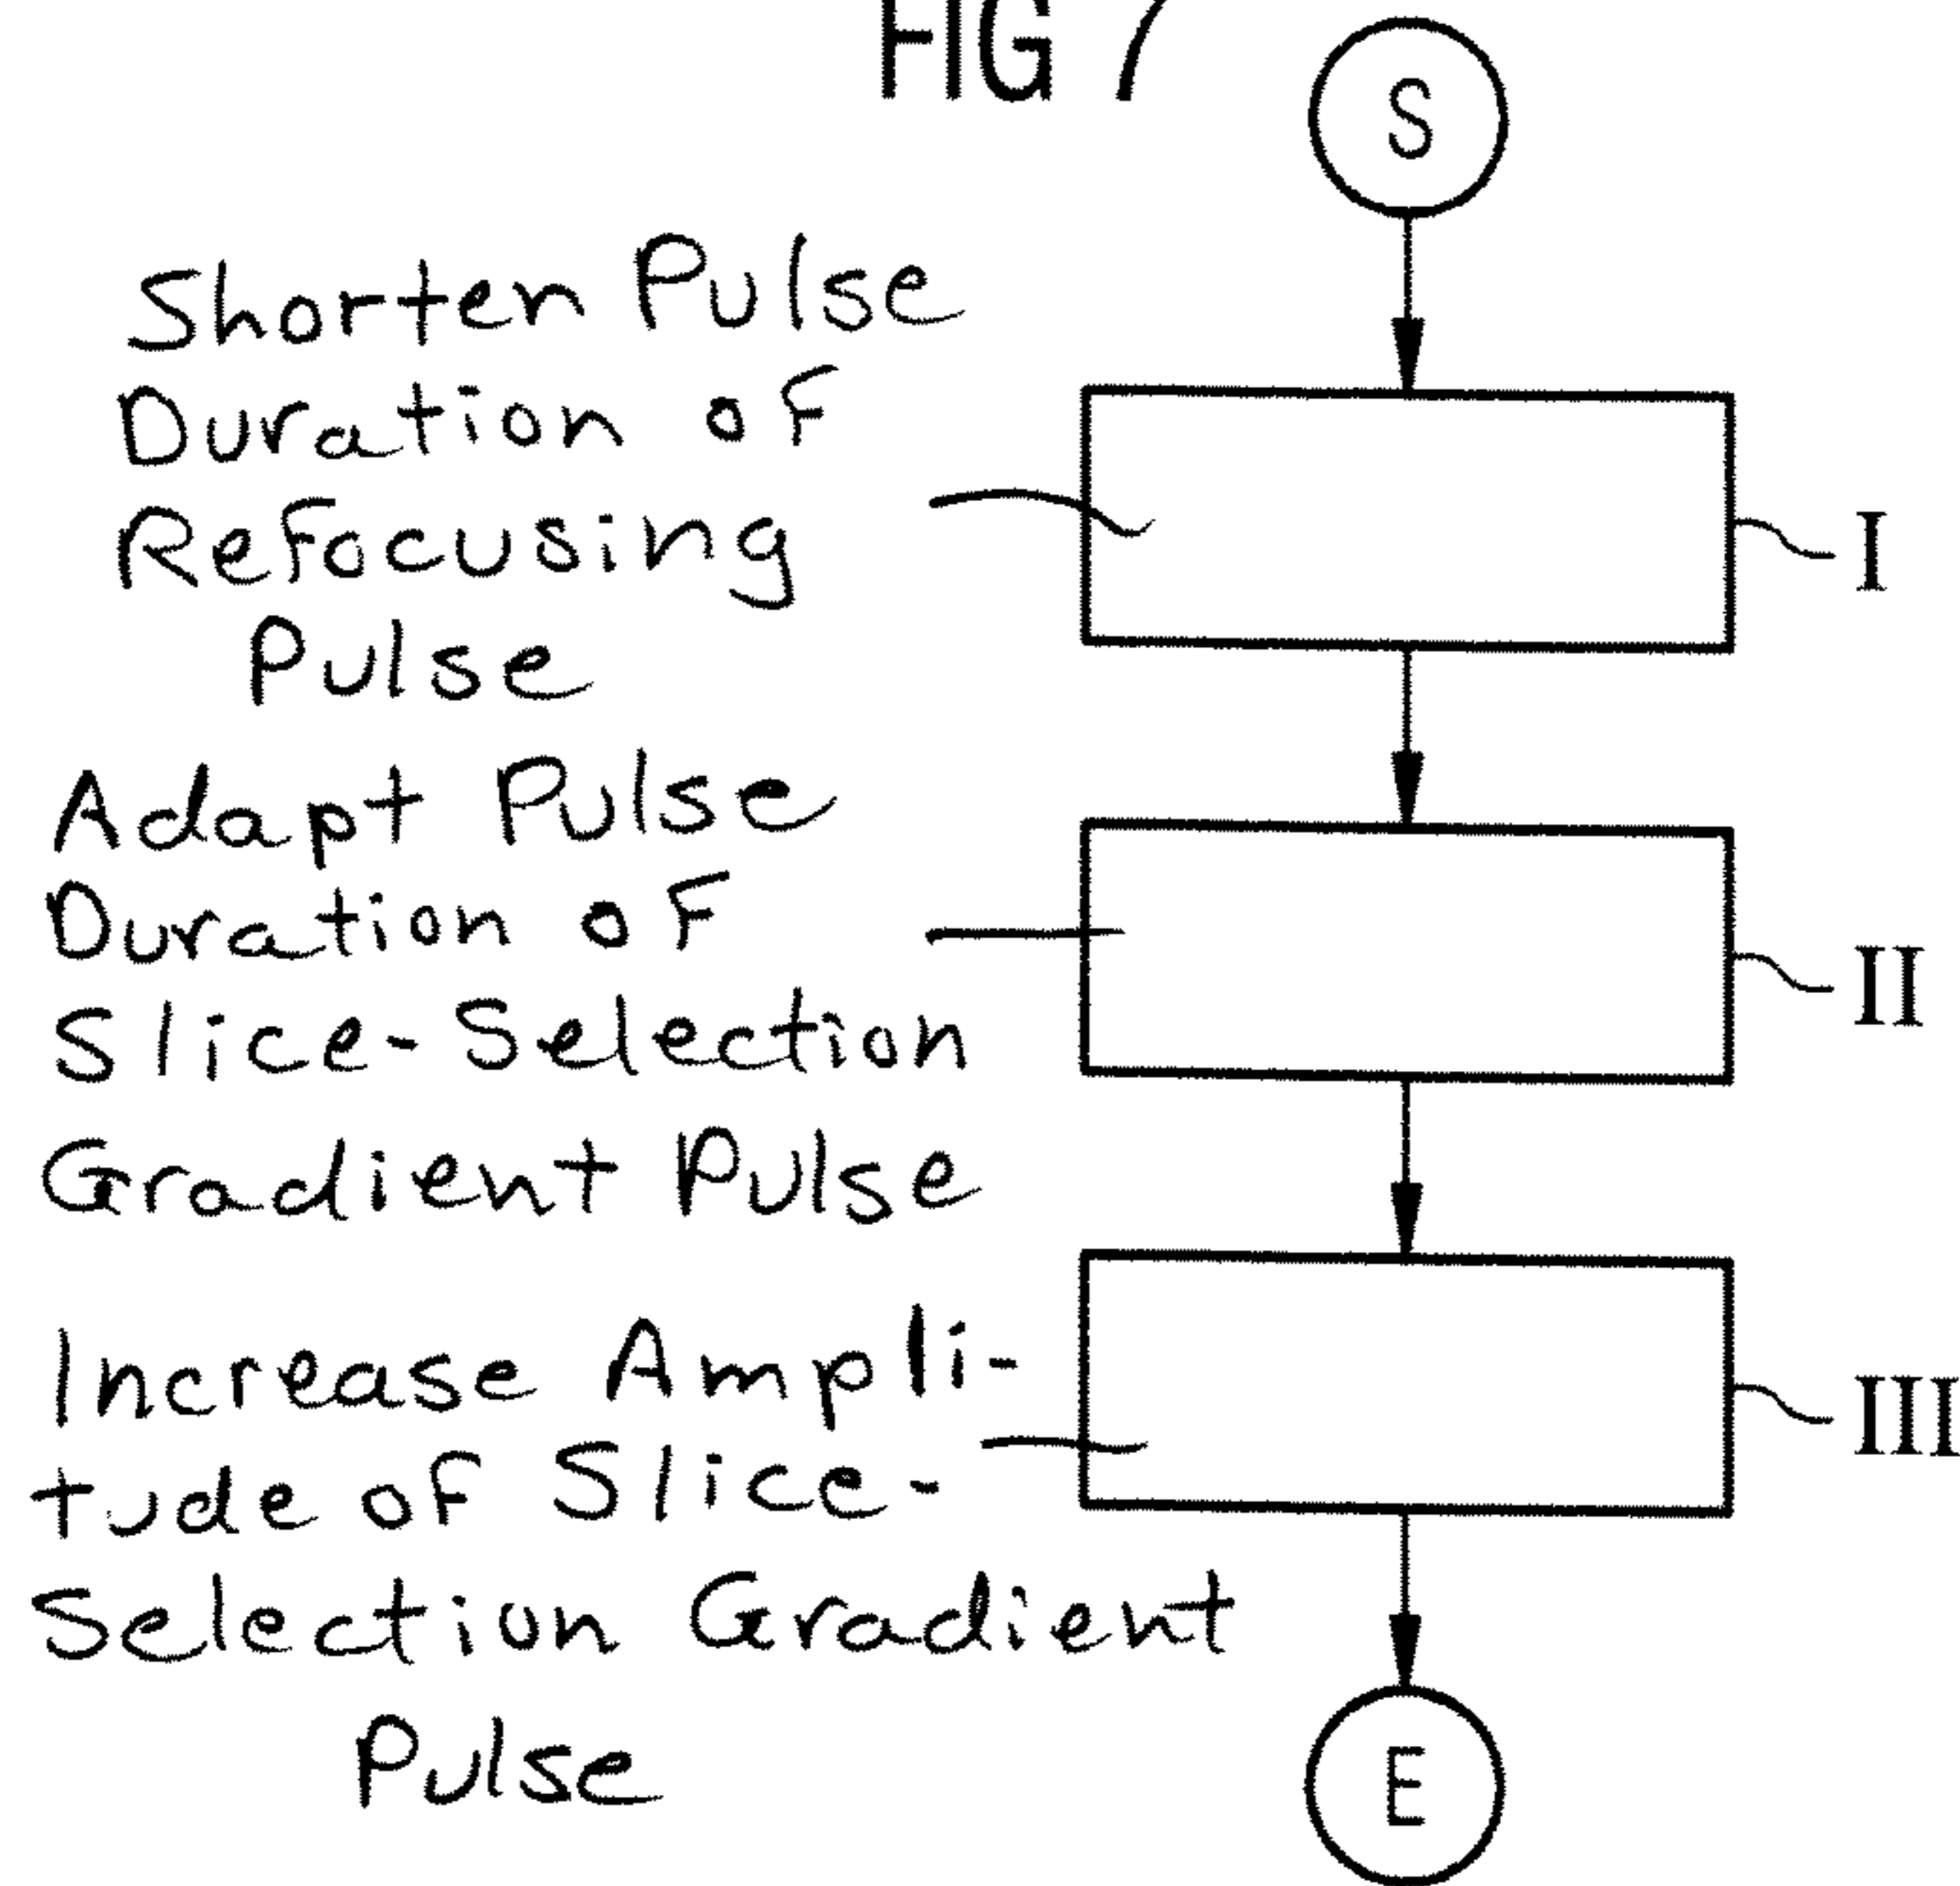 FIG 7
S
Shorten Pulse
Duration of
Refocusing
Pulse
I
Adapt Pulse
Duration of
Slice-Selection
Gradient Pulse
II
Increase Ampli-
tude of Slice-
Selection Gradient
Pulse
III
E